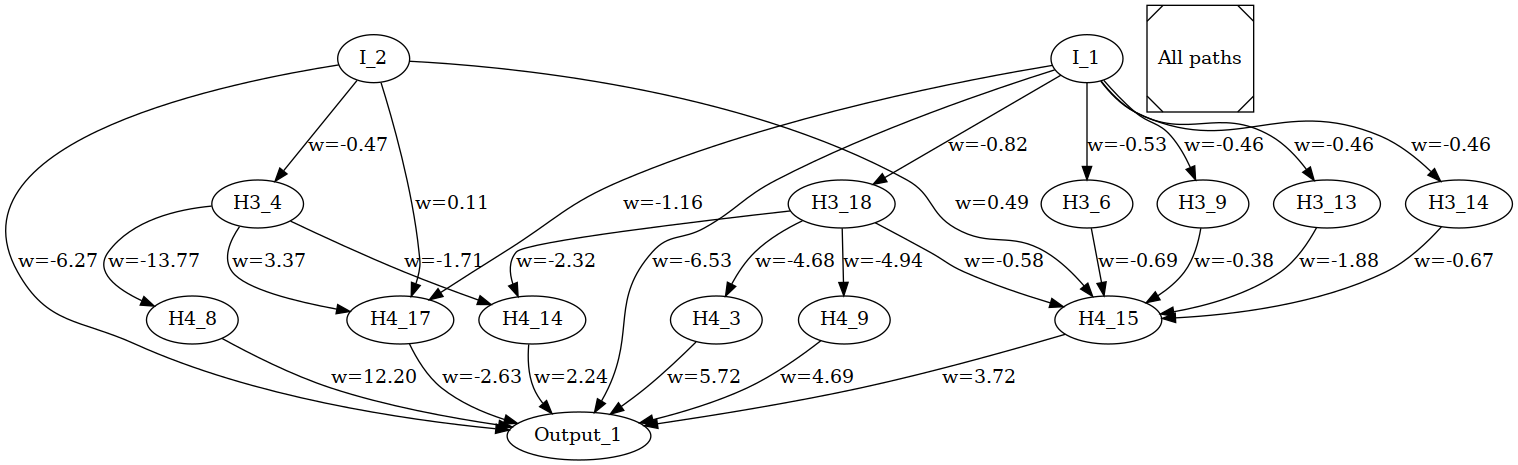 I_2
I_1
All paths
w=-0.47
w=-0.82
w=-0.53
w=-0.46
w=-0.46
w=-0.46
H3_4
w=0.11
w=-1.16
H3_18
w=0.49
H3_6
H3_9
H3_13
H3_14
w=-6.27
w=-13.77
w=3.37
w=-1.71
w=-2.32
w=-6.53
w=-4.68
w=-4.94
w=-0.58
w=-0.69
w=-0.38
w=-1.88
w=-0.67
H4_8
H4_17
H4_14
H4_3
H4_9
H4_15
w=12.20
w=-2.63
w=2.24
w=5.72
w=4.69
w=3.72
Output_1